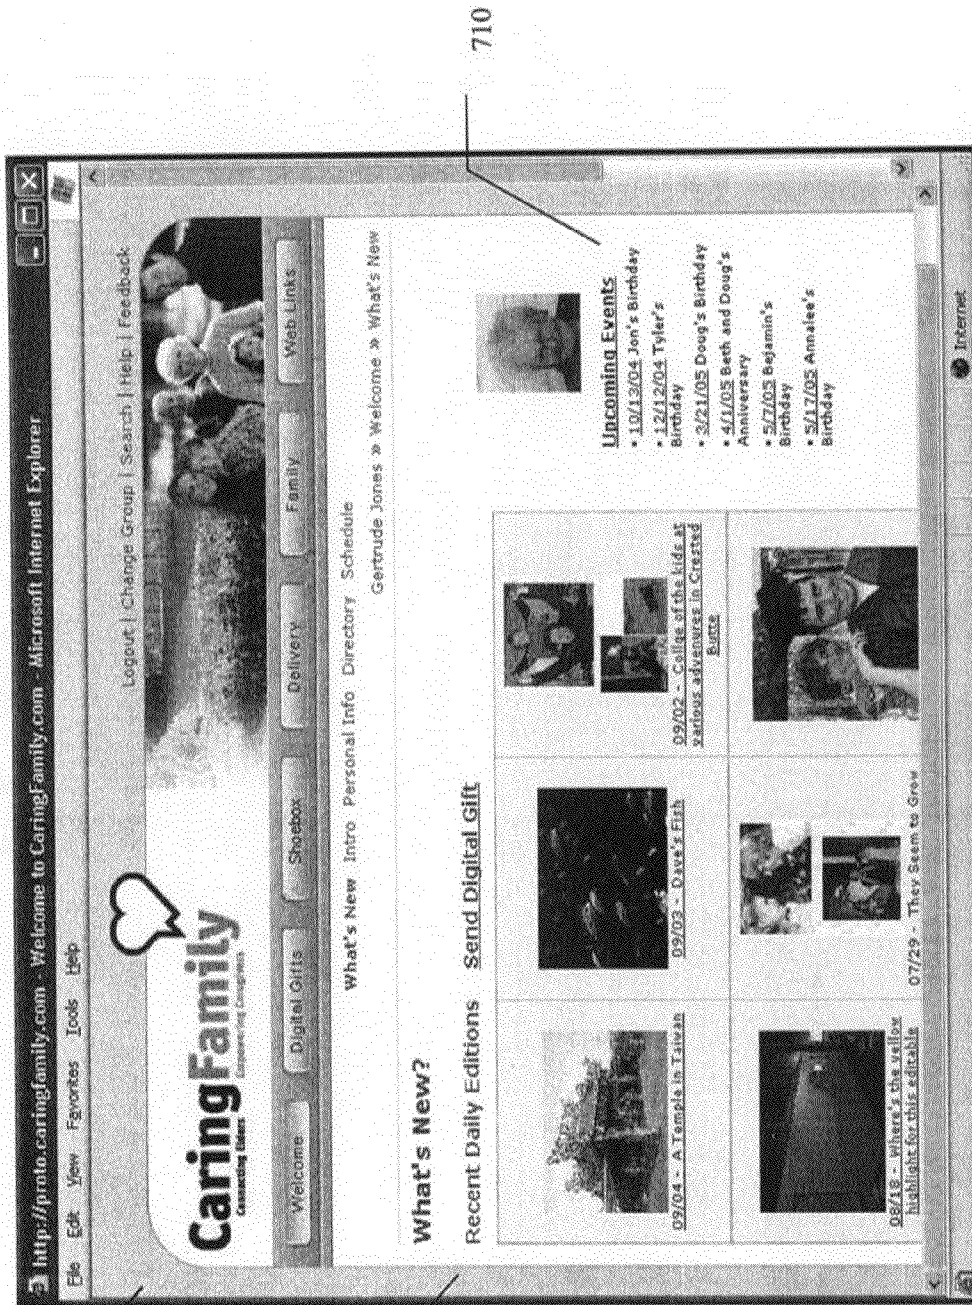 http://proto.caringfamily.com - Welcome to CaringFamily.com - Microsoft Internet Explorer
File Edit View Favorites Tools Help
Logout | Change Group | Search | Help | Feedback
CaringFamily
Connecting Elders Empowering Caregivers
Welcome Digital Gifts Shoebox Delivery Family Web Links
What's New Intro Personal Info Directory Schedule
Gertrude Jones » Welcome » What's New
What's New?
Recent Daily Editions Send Digital Gift
09/04 - A Temple in Taiwan
09/03 - Dave's Fish
09/02 - Collge of the kids at
various adventures in Crested
Butte
08/18 - Where's the yellow
highlight for this editable
07/29 - They Seem to Grow
Upcoming Events
• 10/13/04 Jon's Birthday
• 12/12/04 Tyler's
Birthday
• 3/21/05 Doug's Birthday
• 4/1/05 Beth and Doug's
Anniversary
• 5/7/05 Bejamin's
Birthday
• 5/17/05 Annalee's
Birthday
Internet
710